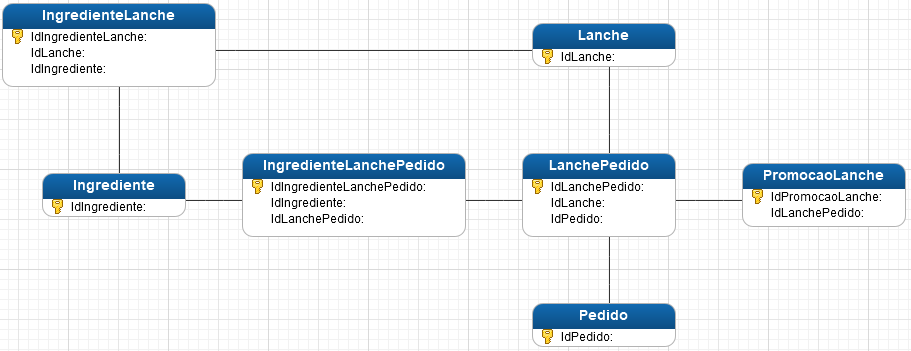 IngredienteLanche
IdIngredienteLanche:
IdLanche:
IdIngrediente:
Lanche
IdLanche:
Ingrediente
IdIngrediente:
IngredienteLanchePedido
IdIngredienteLanchePedido:
IdIngrediente:
IdLanchePedido:
LanchePedido
IdLanchePedido:
IdLanche:
IdPedido:
PromocaoLanche
IdPromocaoLanche:
IdLanchePedido:
Pedido
IdPedido: